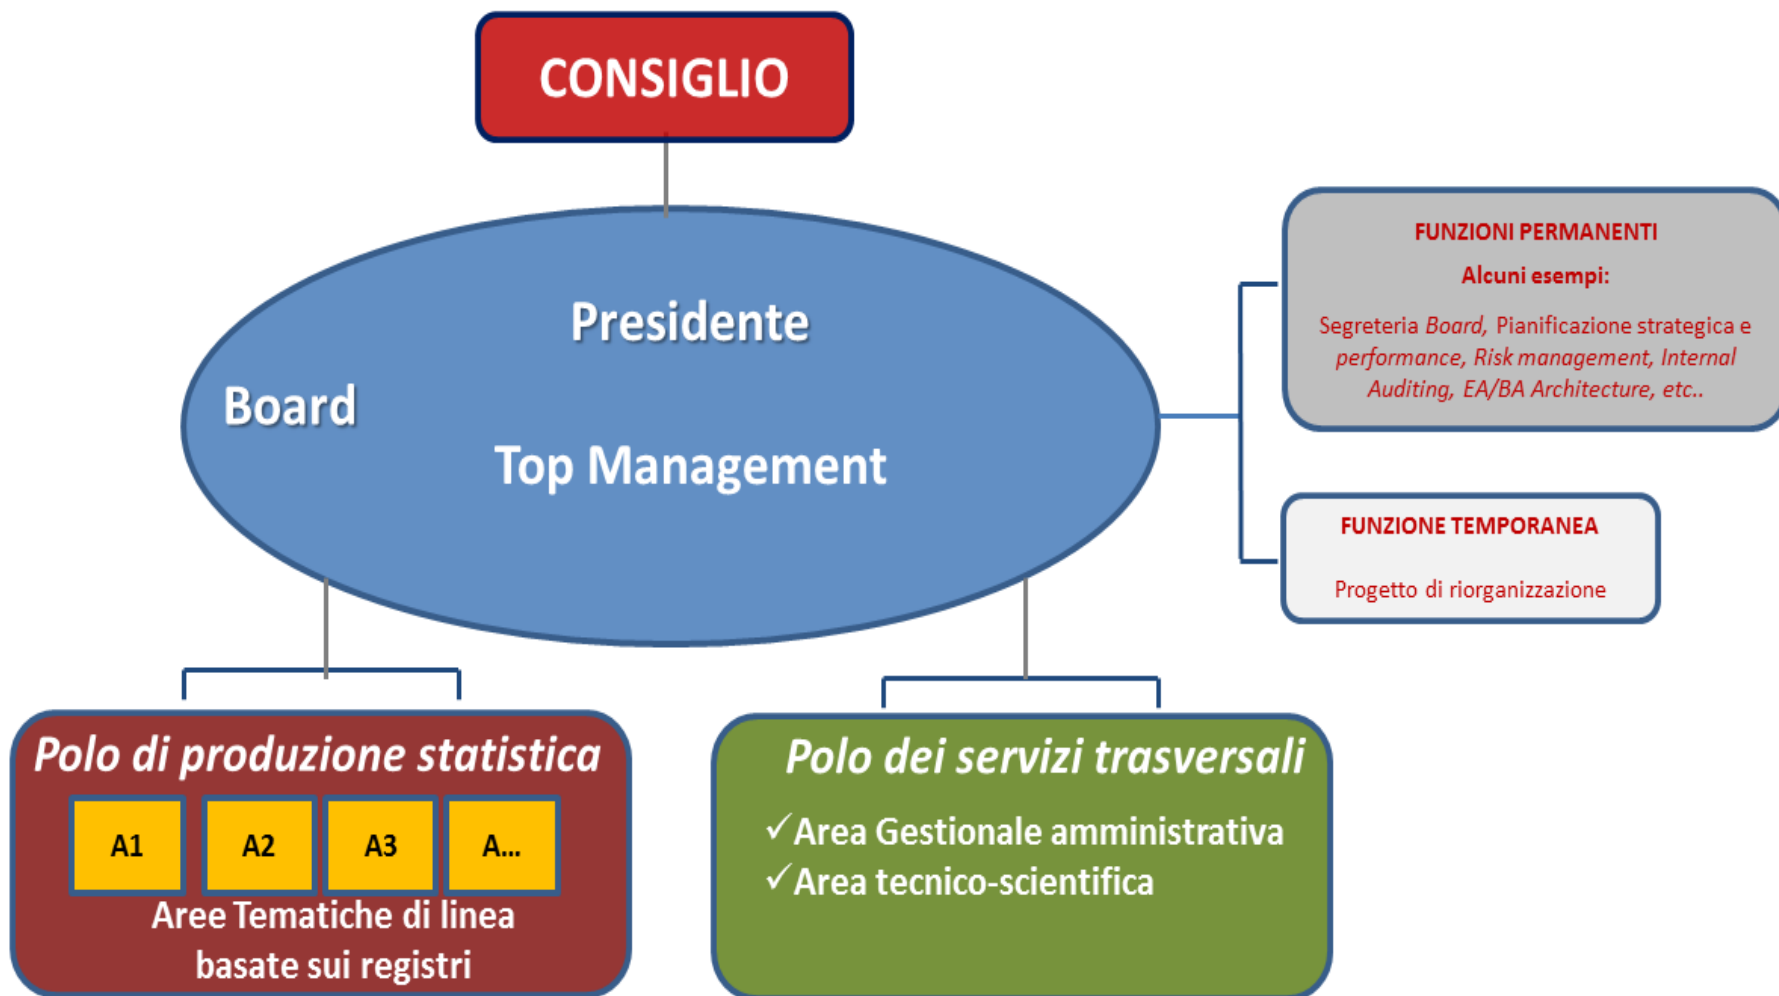 CONSIGLIO
Presidente
Board
Top Management
FUNZIONI PERMANENTI
Alcuni esempi:
Segreteria Board, Pianificazione strategica e
performance, Risk management, Internal
Auditing, EA/BA Architecture, etc..
FUNZIONE TEMPORANEA
Progetto di riorganizzazione
Polo di produzione statistica
A1 A2 A3 A...
Aree Tematiche di linea
basate sui registri
Polo dei servizi trasversali
✓Area Gestionale amministrativa
✓Area tecnico-scientifica